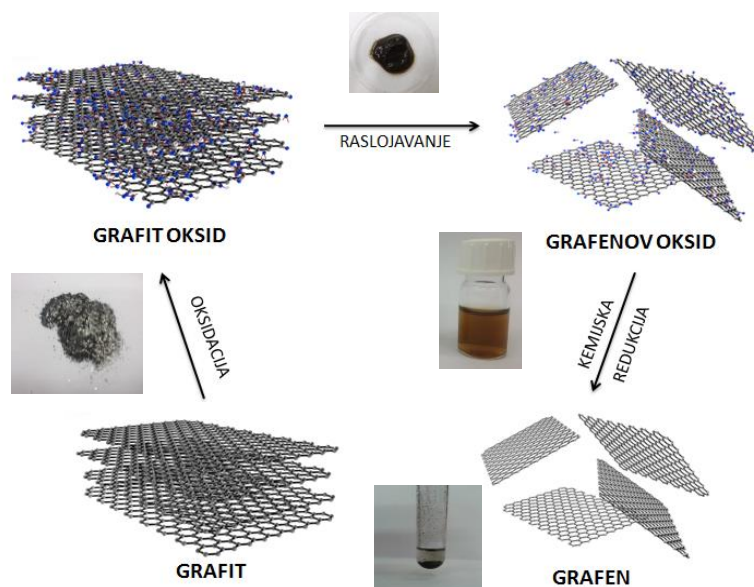 RASLOJAVANJE
GRAFIT OKSID
GRAFENOV OKSID
OKSIDACIJA
KEMIJSKA
REDUKCIJA
GRAFIT
GRAFEN